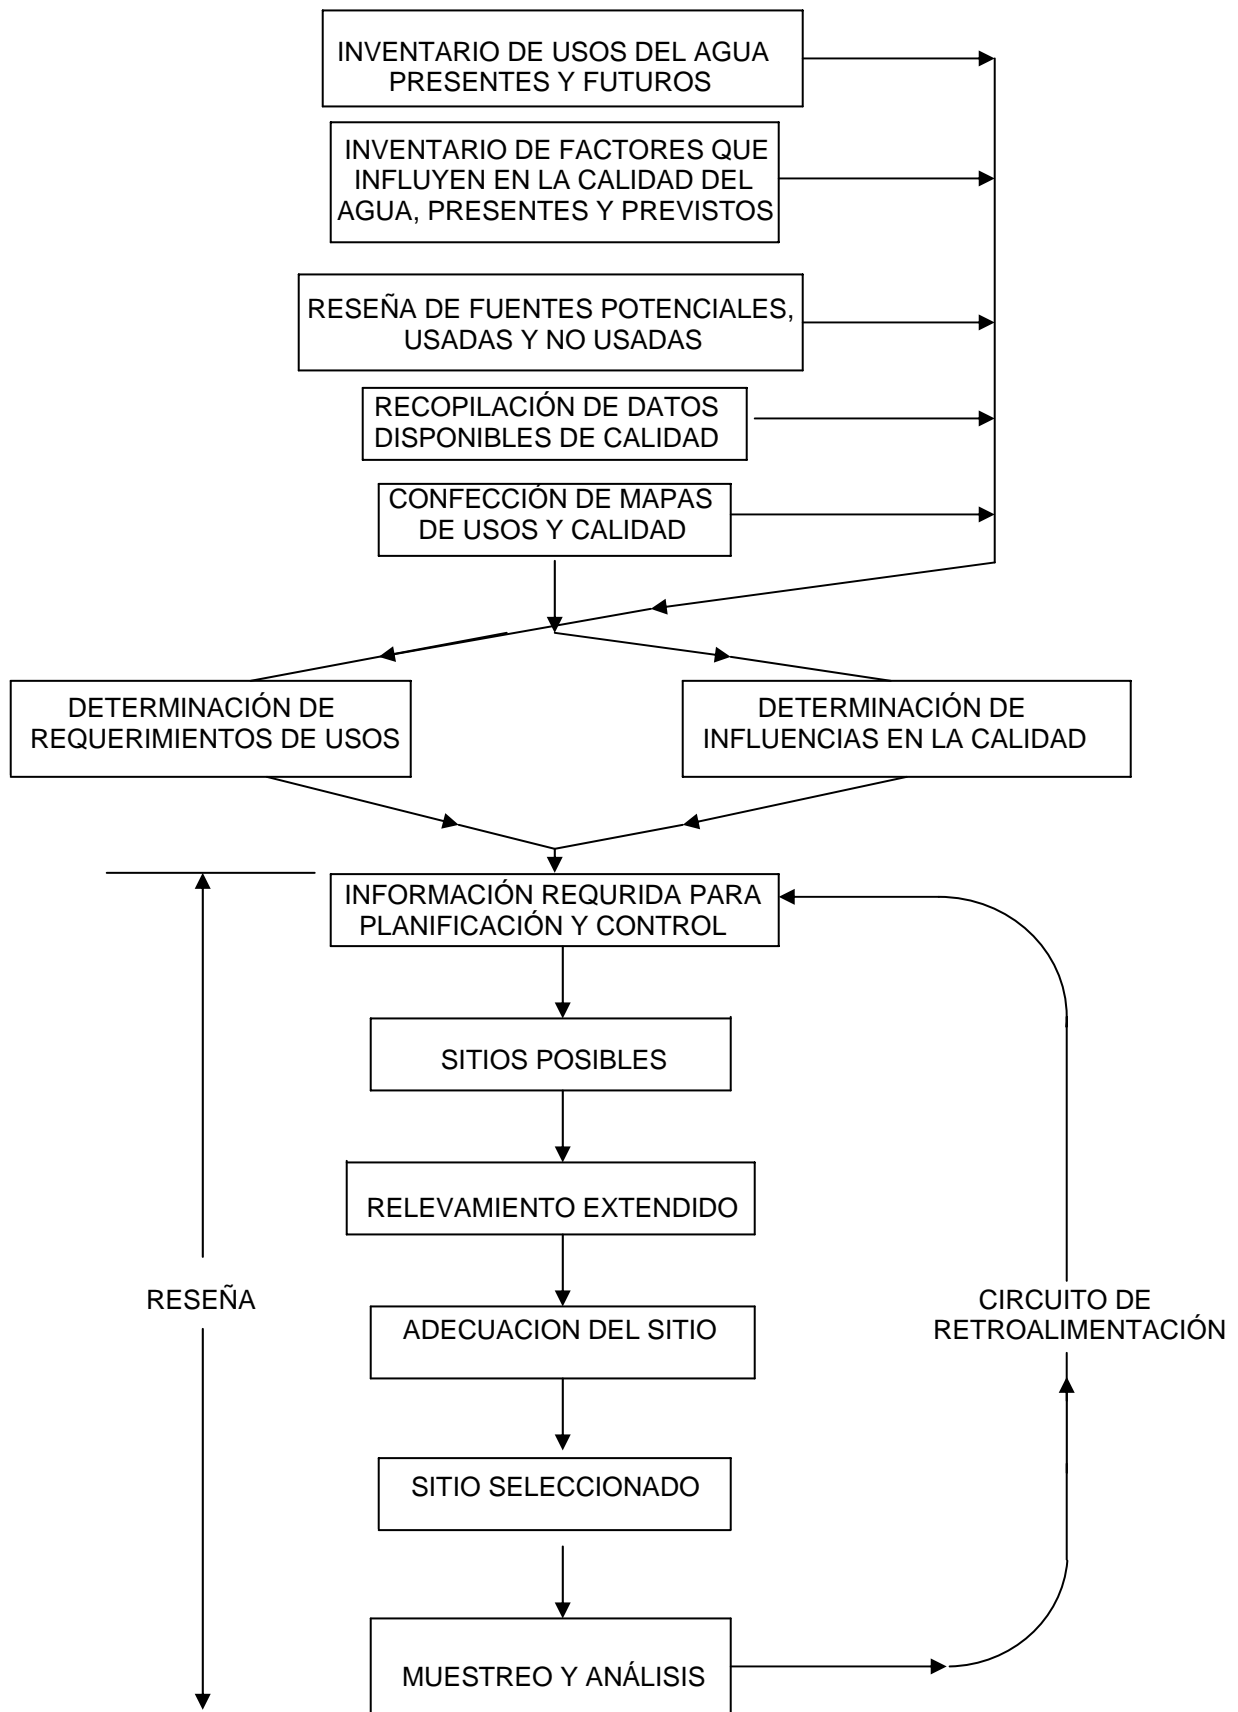 INVENTARIO DE USOS DEL AGUA
PRESENTES Y FUTUROS
INVENTARIO DE FACTORES QUE
INFLUYEN EN LA CALIDAD DEL
AGUA, PRESENTES Y PREVISTOS
RESEÑA DE FUENTES POTENCIALES,
USADAS Y NO USADAS
RECOPILACIÓN DE DATOS
DISPONIBLES DE CALIDAD
CONFECCIÓN DE MAPAS
DE USOS Y CALIDAD
DETERMINACIÓN DE
REQUERIMIENTOS DE USOS
DETERMINACIÓN DE
INFLUENCIAS EN LA CALIDAD
INFORMACIÓN REQURIDA PARA
PLANIFICACIÓN Y CONTROL
SITIOS POSIBLES
RELEVAMIENTO EXTENDIDO
RESEÑA
CIRCUITO DE
RETROALIMENTACIÓN
ADECUACION DEL SITIO
SITIO SELECCIONADO
MUESTREO Y ANÁLISIS